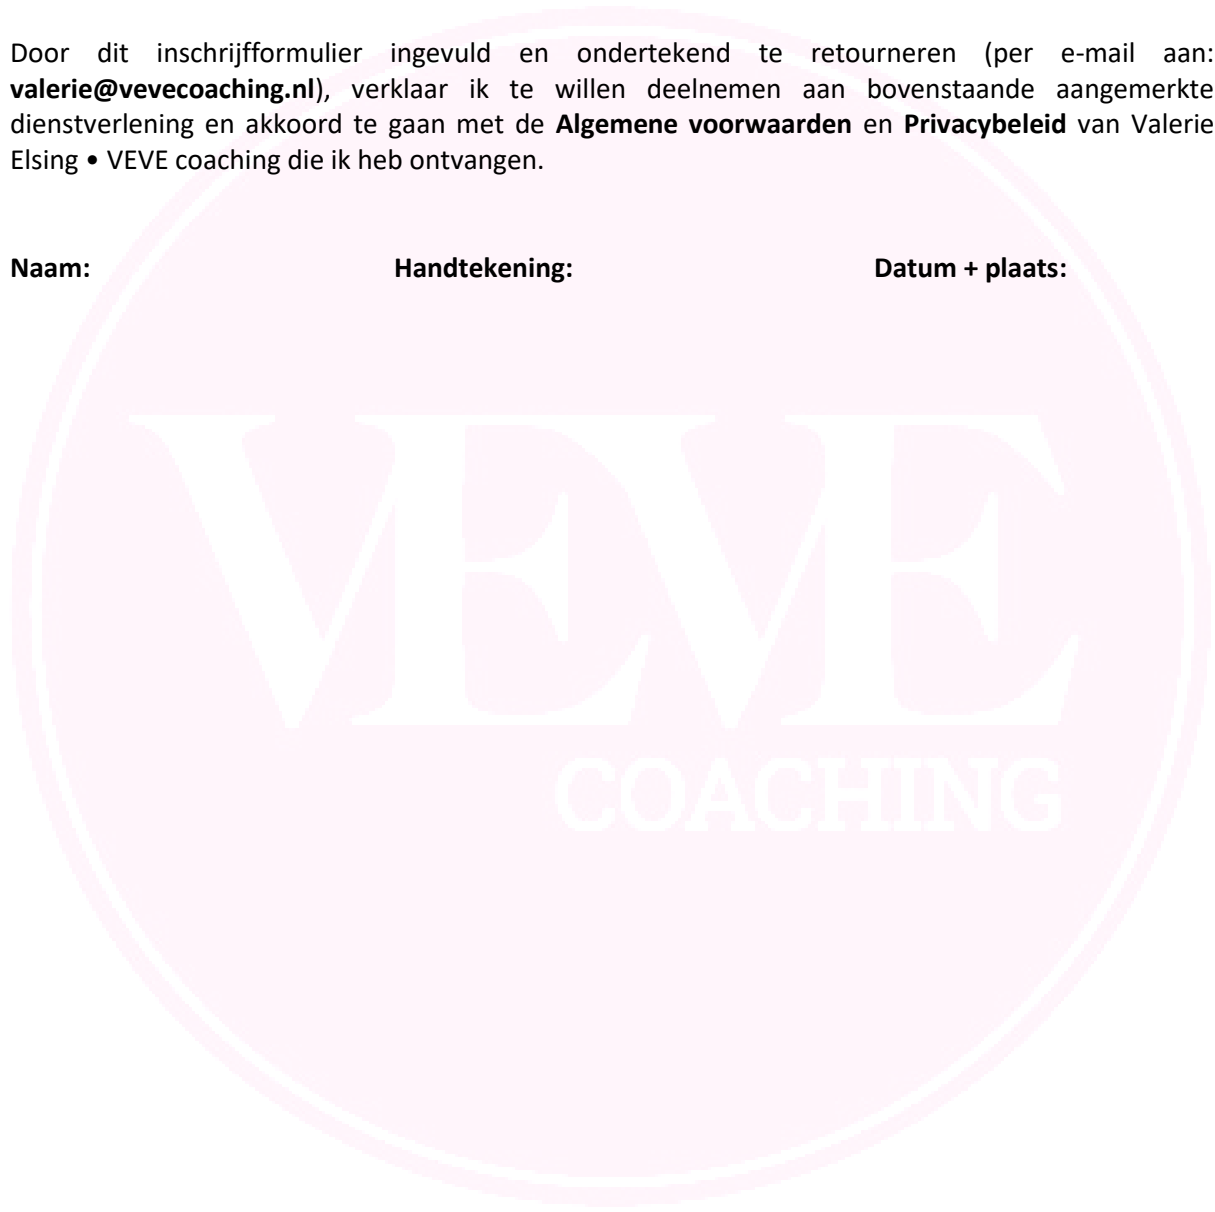 Door dit inschrijfformulier ingevuld en ondertekend te retourneren (per e-mail aan:
valerie@vevecoaching.nl), verklaar ik te willen deelnemen aan bovenstaande aangemerkte
dienstverlening en akkoord te gaan met de Algemene voorwaarden en Privacybeleid van Valerie
Elsing • VEVE coaching die ik heb ontvangen.
Naam: Handtekening: Datum + plaats:
VEVE
COACHING